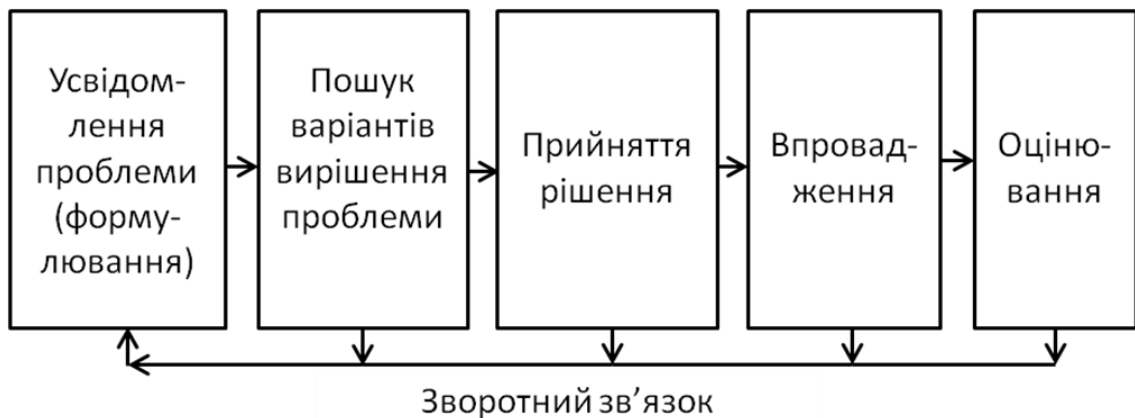 Усвідом-
лення
проблеми
(форму-
лювання)
Пошук
варіантів
вирішення
проблеми
Прийняття
рішення
Впровад-
ження
Оціню-
вання
Зворотний зв’язок